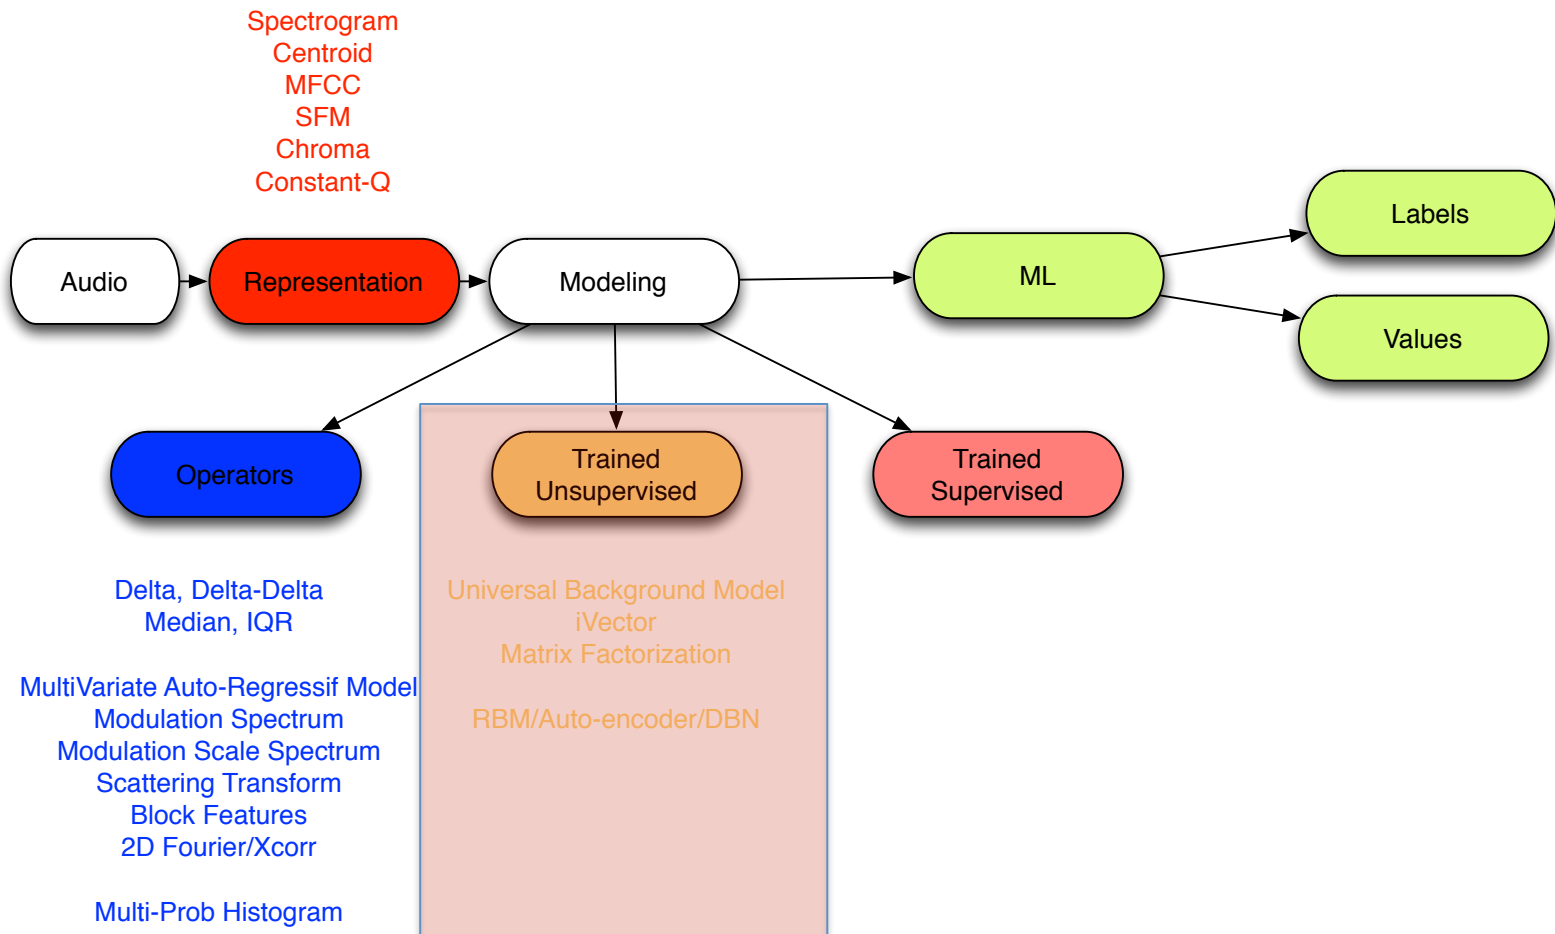 Spectrogram
Centroid
MFCC
SFM
Chroma
Constant-Q
Audio
Representation
Modeling
ML
Labels
Values
Operators
Trained
Unsupervised
Trained
Supervised
Delta, Delta-Delta
Median, IQR
MultiVariate Auto-Regressif Model
Modulation Spectrum
Modulation Scale Spectrum
Scattering Transform
Block Features
2D Fourier/Xcorr
Multi-Prob Histogram
Universal Background Model
iVector
Matrix Factorization
RBM/Auto-encoder/DBN